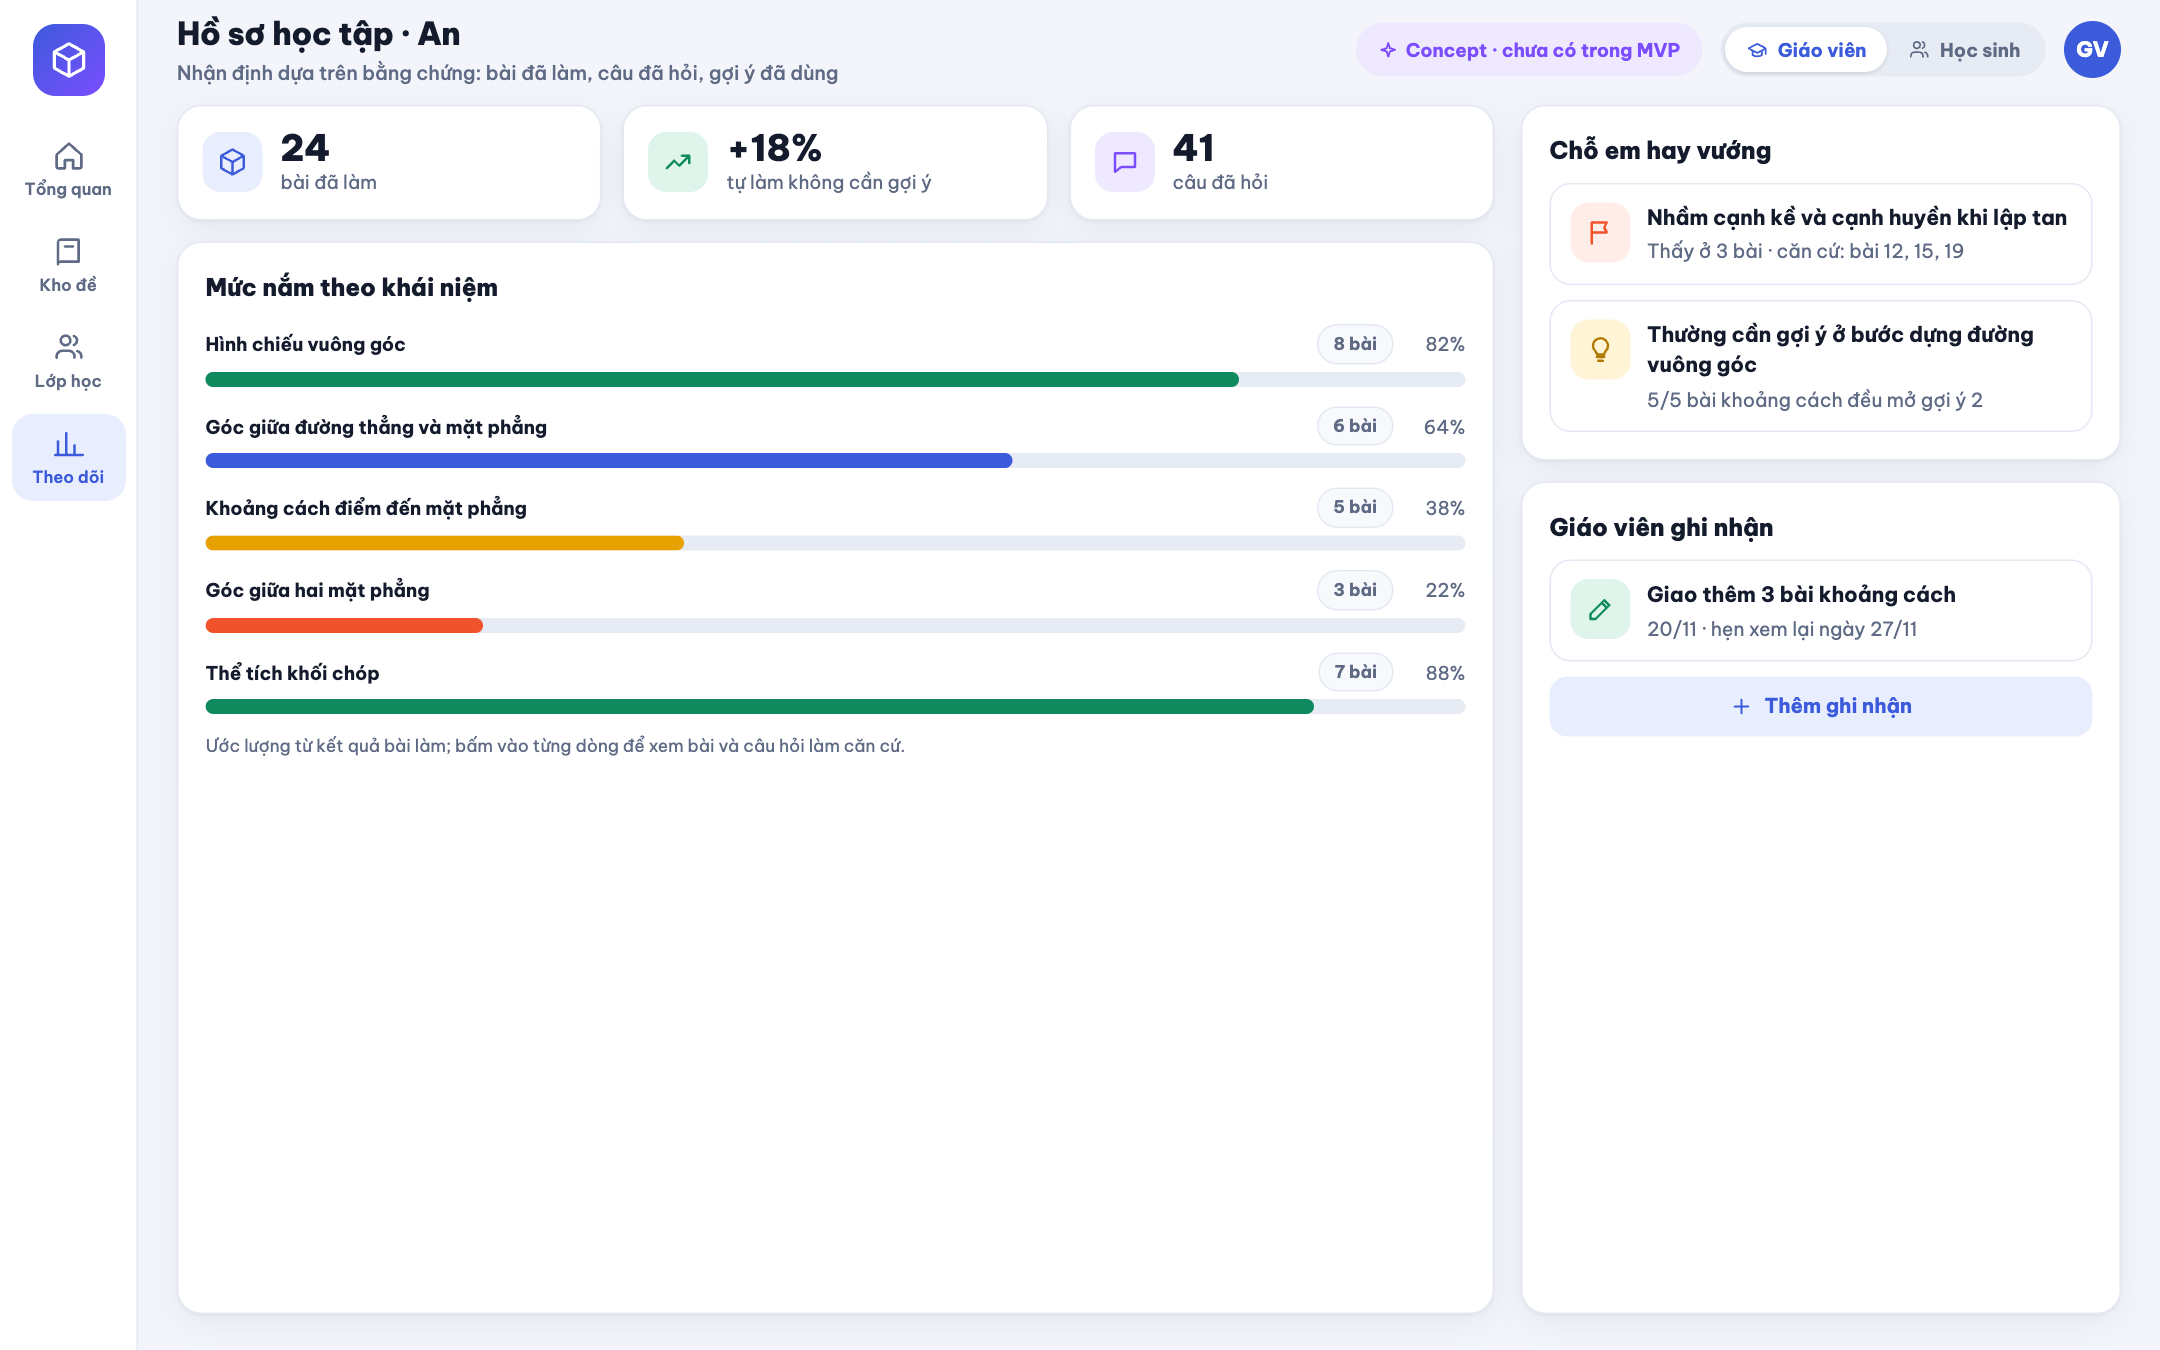 Hồ sơ học tập · An
Nhận định dựa trên bằng chứng: bài đã làm, câu đã hỏi, gợi ý đã dùng
Concept · chưa có trong MVP
Giáo viên
Học sinh
GV
Tổng quan
Kho đề
Lớp học
Theo dõi
24
bài đã làm
+18%
tự làm không cần gợi ý
41
câu đã hỏi
Mức nắm theo khái niệm
Hình chiếu vuông góc
8 bài
82%
Góc giữa đường thẳng và mặt phẳng
6 bài
64%
Khoảng cách điểm đến mặt phẳng
5 bài
38%
Góc giữa hai mặt phẳng
3 bài
22%
Thể tích khối chóp
7 bài
88%
Ước lượng từ kết quả bài làm; bấm vào từng dòng để xem bài và câu hỏi làm căn cứ.
Chỗ em hay vướng
Nhầm cạnh kề và cạnh huyền khi lập tan
Thấy ở 3 bài · căn cứ: bài 12, 15, 19
Thường cần gợi ý ở bước dựng đường
vuông góc
5/5 bài khoảng cách đều mở gợi ý 2
Giáo viên ghi nhận
Giao thêm 3 bài khoảng cách
20/11 · hẹn xem lại ngày 27/11
Thêm ghi nhận